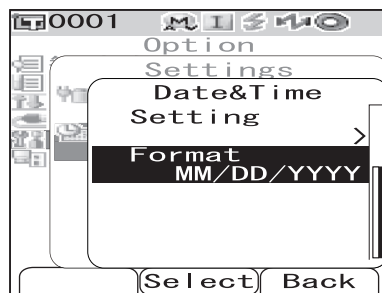 0001 M I
Option
Settings
Date&Time
Setting
>
Format
MM/DD/YYYY
Select Back